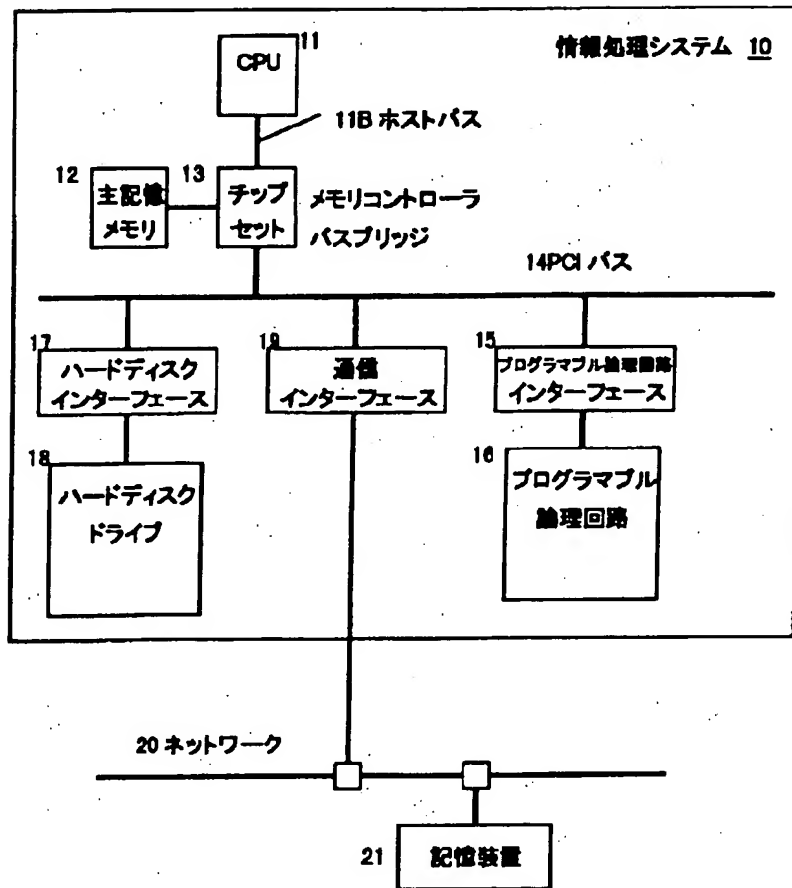 情報処理システム 10
11
CPU
11B ホストバス
12
主記憶
メモリ
13
チップ
セット
メモリコントローラ
バスブリッジ
14PCI バス
17
ハードディスク
インターフェース
19
通信
インターフェース
15
プログラマブル論理回路
インターフェース
18
ハードディスク
ドライブ
16
プログラマブル
論理回路
20 ネットワーク
21
記憶装置